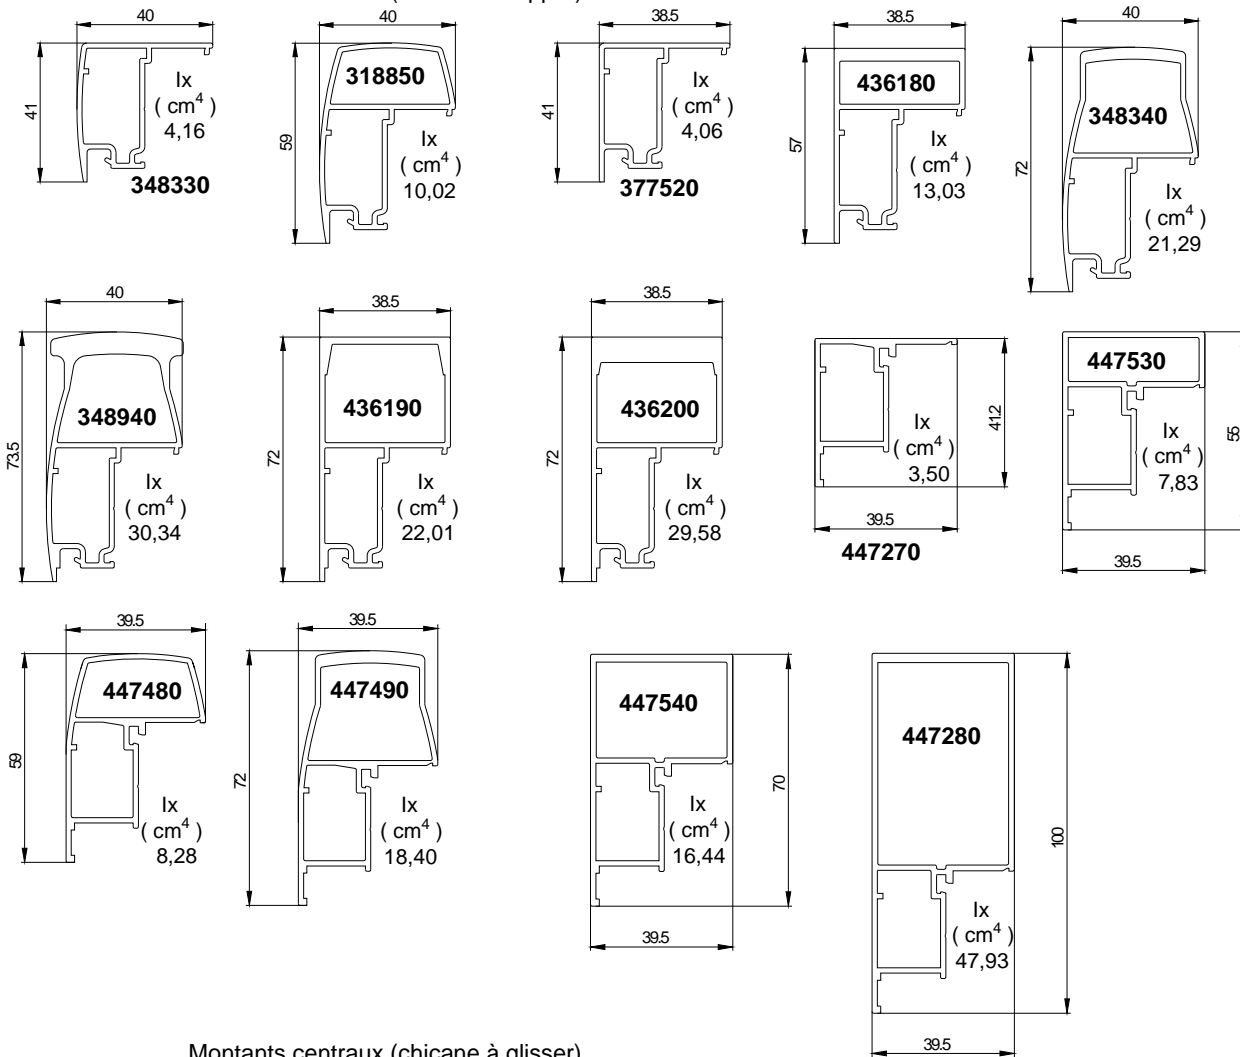 40
41
Ix
( cm4 )
4,16
348330
40
59
318850
Ix
( cm4 )
10,02
38.5
41
Ix
( cm4 )
4,06
377520
38.5
57
436180
Ix
( cm4 )
13,03
40
72
348340
Ix
( cm4 )
21,29
40
73.5
348940
Ix
( cm4 )
30,34
38.5
72
436190
Ix
( cm4 )
22,01
38.5
72
436200
Ix
( cm4 )
29,58
41.2
Ix
( cm4 )
3,50
39.5
447270
447530
55
Ix
( cm4 )
7,83
39.5
39.5
59
447480
Ix
( cm4 )
8,28
39.5
72
447490
Ix
( cm4 )
18,40
447540
70
Ix
( cm4 )
16,44
39.5
447280
100
Ix
( cm4 )
47,93
39.5
Montants centraux (chicane à glisser)